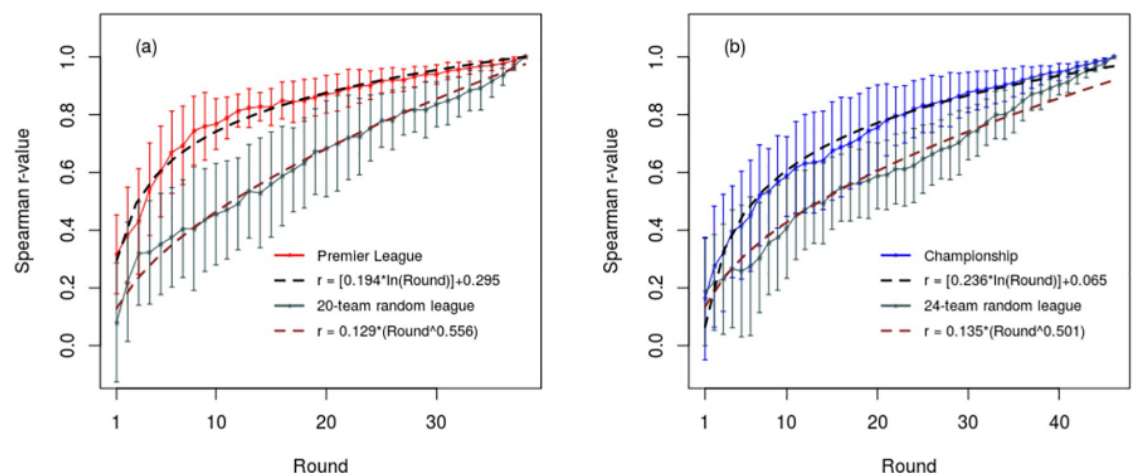 (a)
Spearman r-value
1.0
0.8
0.6
0.4
0.2
0.0
Premier League
r = [0.194*ln(Round)]+0.295
20-team random league
r = 0.129*(Round^0.556)
1 10 20 30
Round
(b)
Spearman r-value
1.0
0.8
0.6
0.4
0.2
0.0
Championship
r = [0.236*ln(Round)]+0.065
24-team random league
r = 0.135*(Round^0.501)
1 10 20 30 40
Round